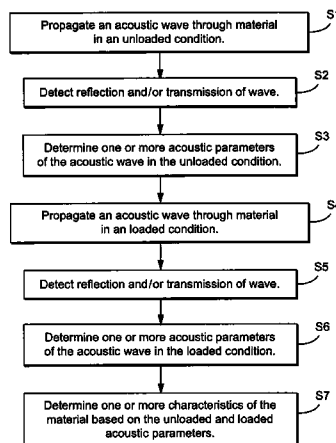 S1
Propagate an acoustic wave through material
in an unloaded condition.
S2
Detect reflection and/or transmission of wave.
S3
Determine one or more acoustic parameters
of the acoustic wave in the unloaded condition.
S4
Propagate an acoustic wave through material
in an loaded condition.
S5
Detect reflection and/or transmission of wave.
S6
Determine one or more acoustic parameters
of the acoustic wave in the loaded condition.
S7
Determine one or more characteristics of the
material based on the unloaded and loaded
acoustic parameters.